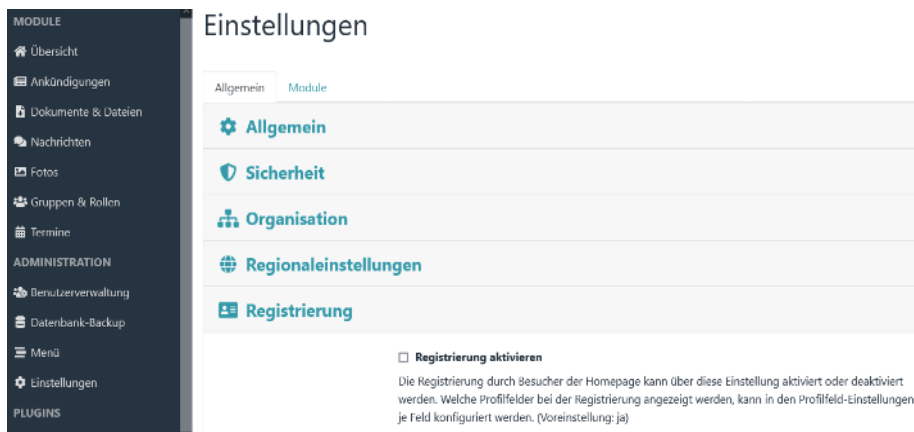 MODULE
Übersicht
Ankündigungen
Dokumente & Dateien
Nachrichten
Fotos
Gruppen & Rollen
Termine
ADMINISTRATION
Benutzerverwaltung
Datenbank-Backup
Menü
Einstellungen
PLUGINS
Einstellungen
Allgemein Module
Allgemein
Sicherheit
Organisation
Regionaleinstellungen
Registrierung
Registrierung aktivieren
Die Registrierung durch Besucher der Homepage kann über diese Einstellung aktiviert oder deaktiviert
werden. Welche Profilfelder bei der Registrierung angezeigt werden, kann in den Profilfeld-Einstellungen
je Feld konfiguriert werden. (Voreinstellung: ja)